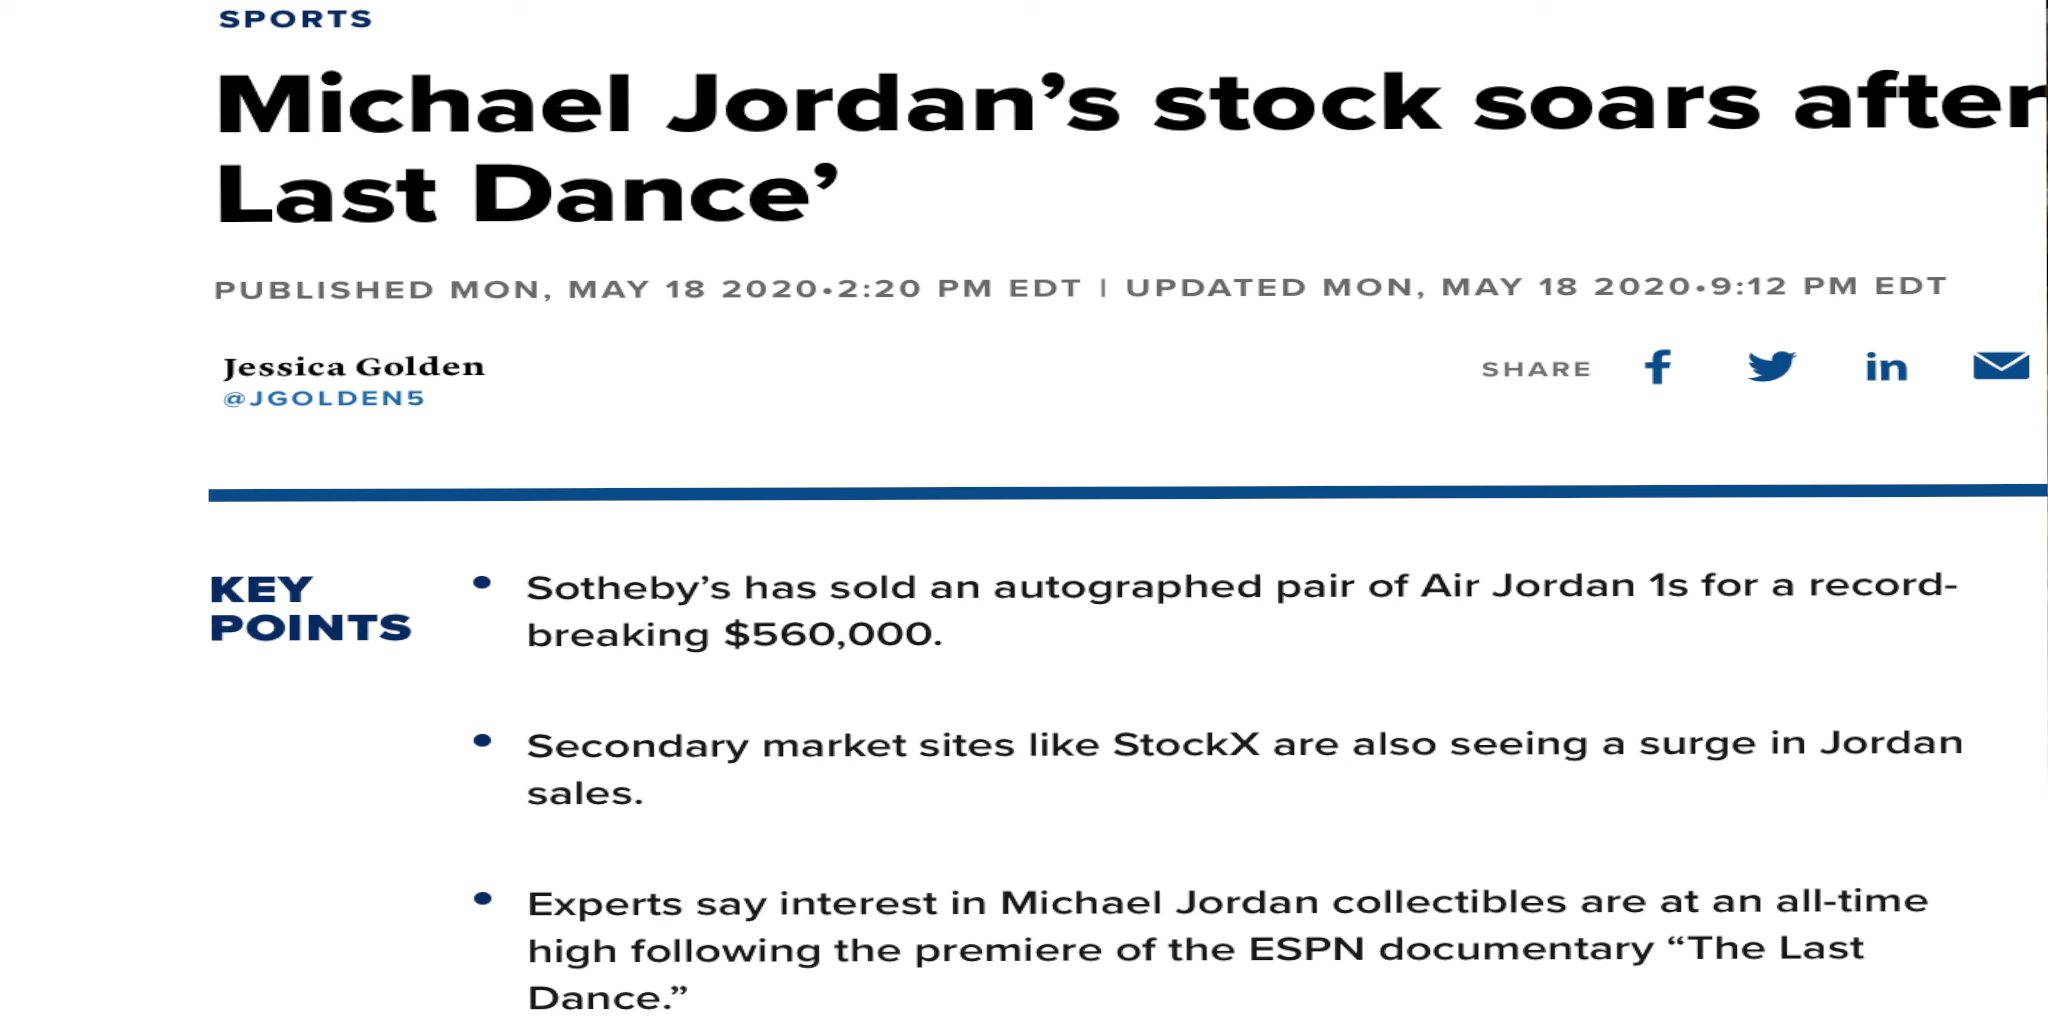 SPORTS
Michael Jordan’s stock soars after
Last Dance’
PUBLISHED MON, MAY 18 2020•2:20 PM EDT | UPDATED MON, MAY 18 2020•9:12 PM EDT
Jessica Golden
@JGOLDEN5
SHARE
KEY
POINTS
Sotheby’s has sold an autographed pair of Air Jordan 1s for a record-
breaking $560,000.
Secondary market sites like StockX are also seeing a surge in Jordan
sales.
Experts say interest in Michael Jordan collectibles are at an all-time
high following the premiere of the ESPN documentary “The Last
Dance.”